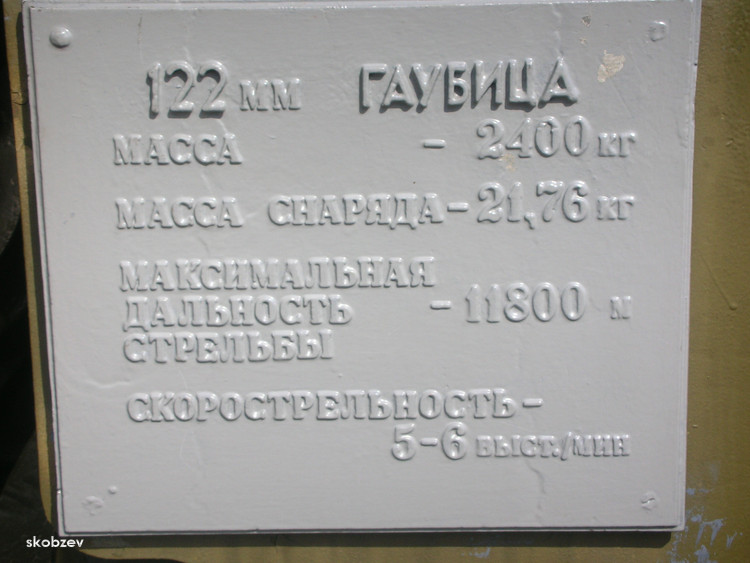 122 мм ГАУБИЦА
МАССА - 2400 кг
МАССА СНАРЯДА - 21,76 кг
МАКСИМАЛЬНАЯ
ДАЛЬНОСТЬ - 11800 м
СТРЕЛЬБЫ
СКОРОСТРЕЛЬНОСТЬ -
5-6 выст./мин
skobzev